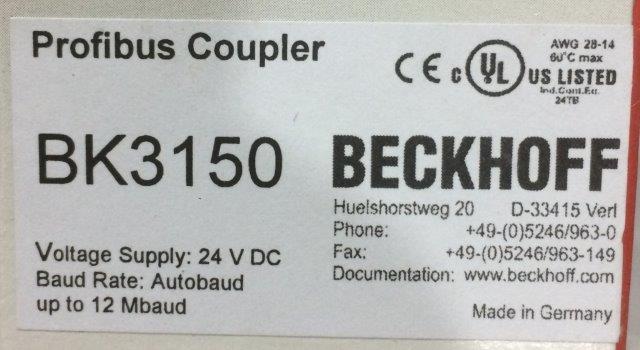 Profibus Coupler
CE c UL US LISTED
AWG 28-14
60°C max
Ind.Cont.Eq.
24TB
BK3150
BECKHOFF
Huelshorstweg 20 D-33415 Verl
Phone: +49-(0)5246/963-0
Fax: +49-(0)5246/963-149
Documentation: www.beckhoff.com
Voltage Supply: 24 V DC
Baud Rate: Autobaud
up to 12 Mbaud
Made in Germany